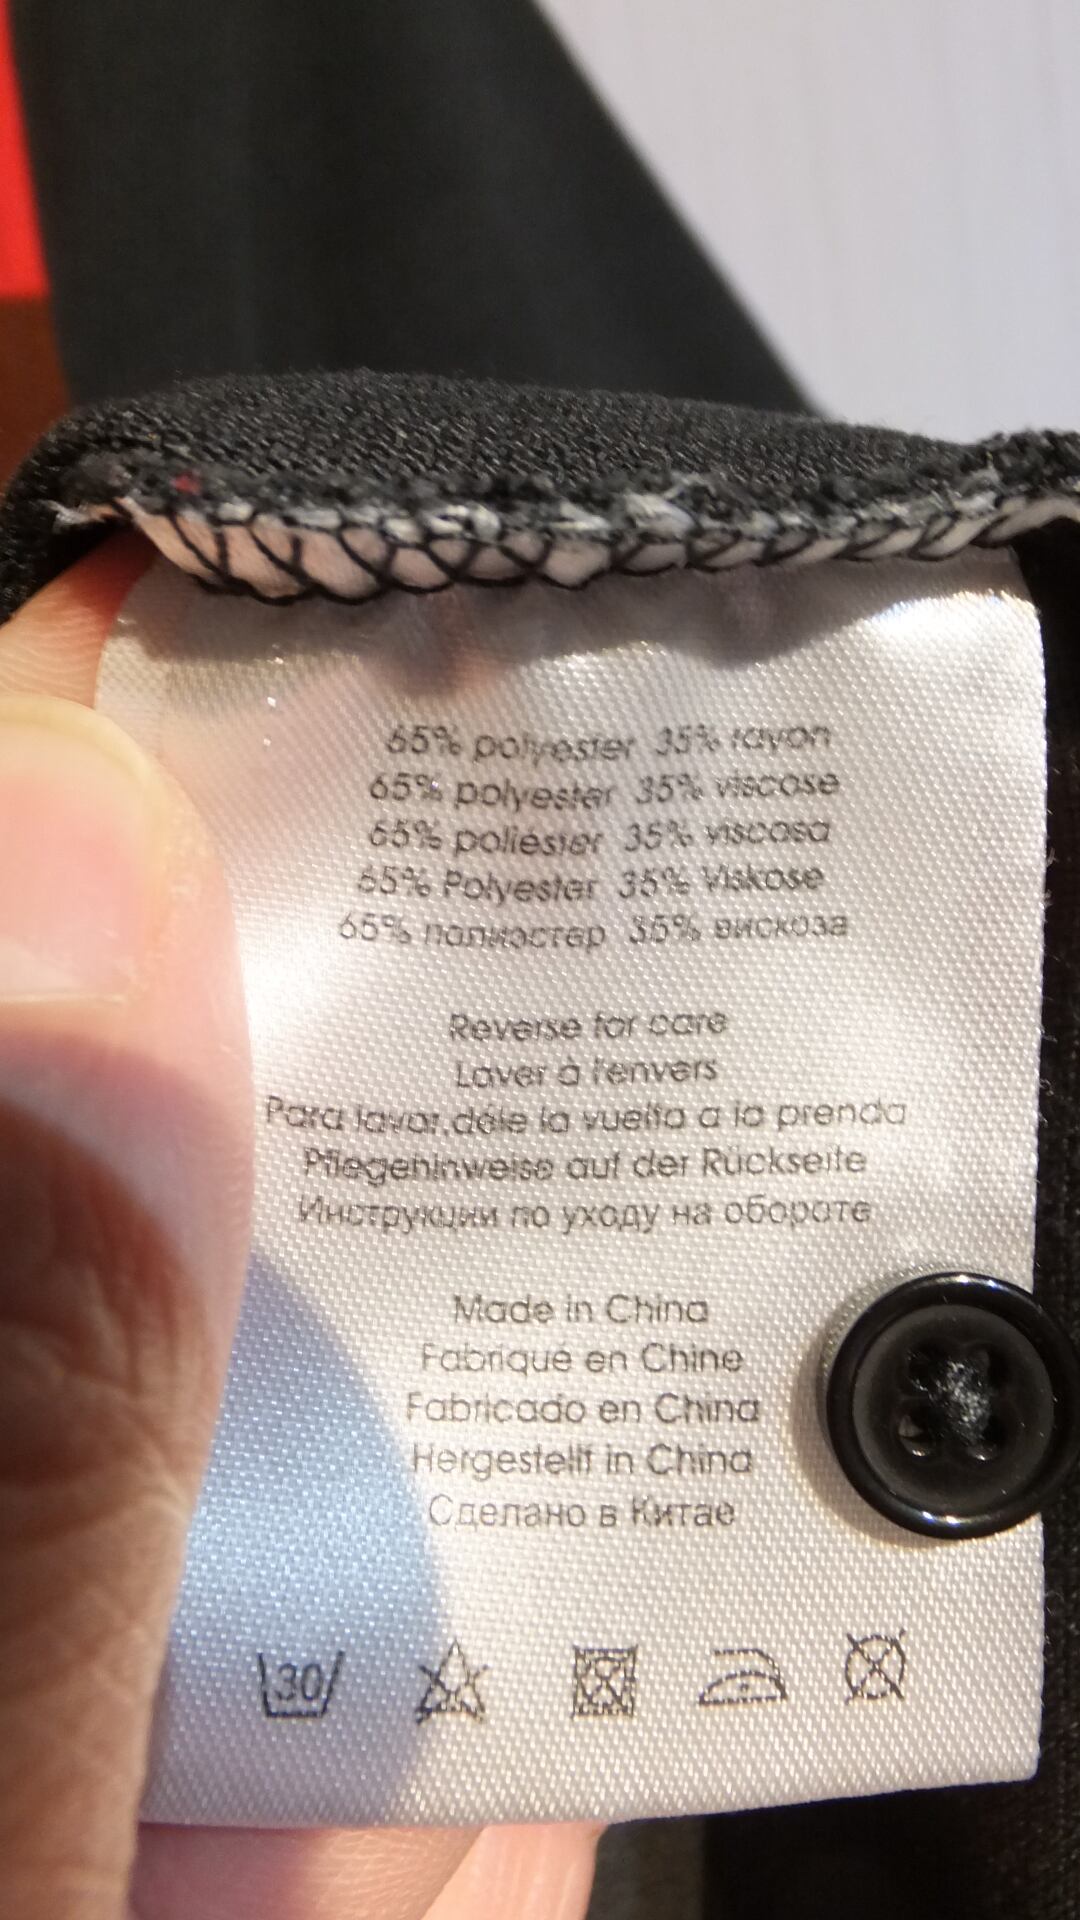 65% polyester 35% rayon
65% polyester 35% viscose
65% poliéster 35% viscosa
65% Polyester 35% Viskose
65% полиэстер 35% вискоза
Reverse for care
Laver à l'envers
Para lavar,déle la vuelta a la prenda
Pflegehinweise auf der Rückseite
Инструкции по уходу на обороте
Made in China
Fabriqué en Chine
Fabricado en China
Hergestellt in China
Сделано в Китае
30